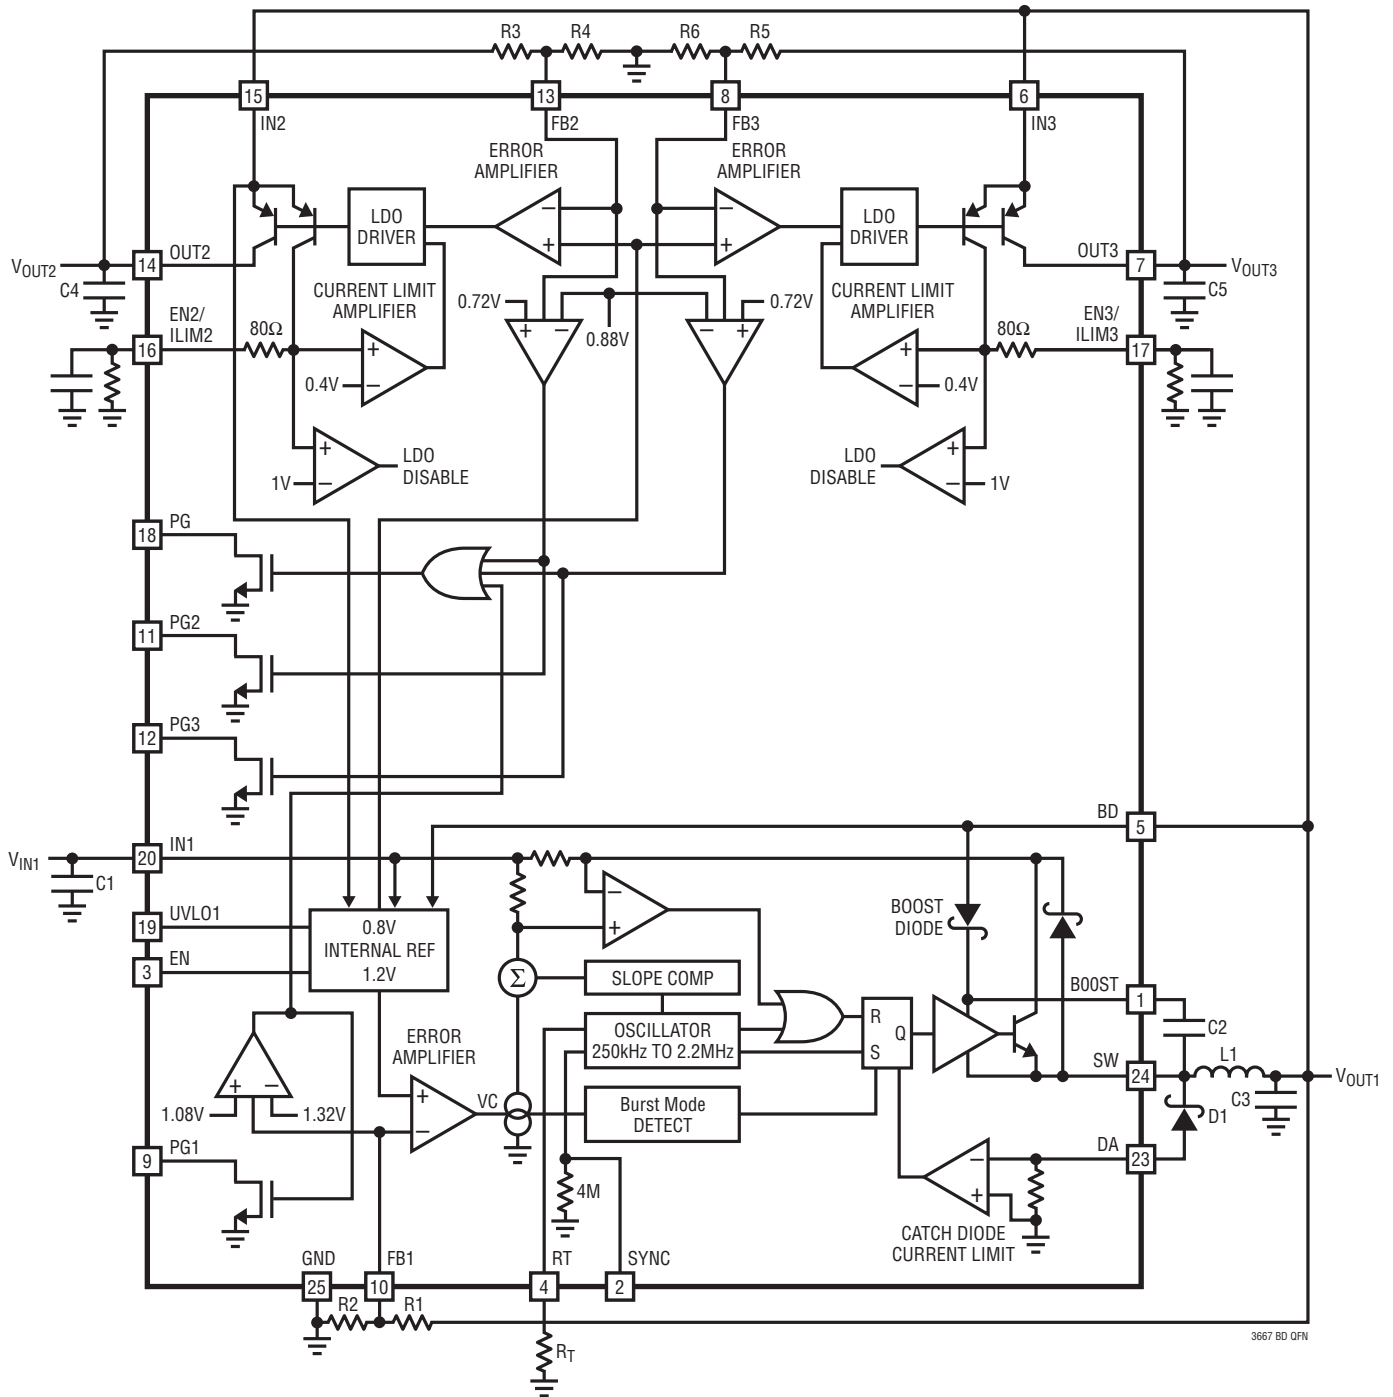 R3
R4
R6
R5
15
13
8
6
IN2
FB2
FB3
IN3
ERROR
AMPLIFIER
ERROR
AMPLIFIER
LDO
DRIVER
−
+
−
+
LDO
DRIVER
VOUT2
14
OUT2
OUT3
7
VOUT3
C4
C5
CURRENT LIMIT
AMPLIFIER
0.72V
+
−
0.88V
−
+
0.72V
CURRENT LIMIT
AMPLIFIER
EN2/
ILIM2
16
80Ω
+
−
0.4V
+
−
0.4V
80Ω
EN3/
ILIM3
17
+
−
1V
LDO
DISABLE
LDO
DISABLE
+
−
1V
PG
18
PG2
11
PG3
12
BD
5
VIN1
20
IN1
C1
UVLO1
19
EN
3
0.8V
INTERNAL REF
1.2V
−
+
BOOST
DIODE
Σ
SLOPE COMP
OSCILLATOR
250kHz TO 2.2MHz
R
Q
S
BOOST
1
C2
SW
24
L1
VOUT1
C3
D1
ERROR
AMPLIFIER
+
−
1.08V
1.32V
+
−
VC
Burst Mode
DETECT
PG1
9
4M
−
+
DA
23
CATCH DIODE
CURRENT LIMIT
GND
FB1
RT
SYNC
25
10
4
2
R2
R1
RT
3667 BD QFN